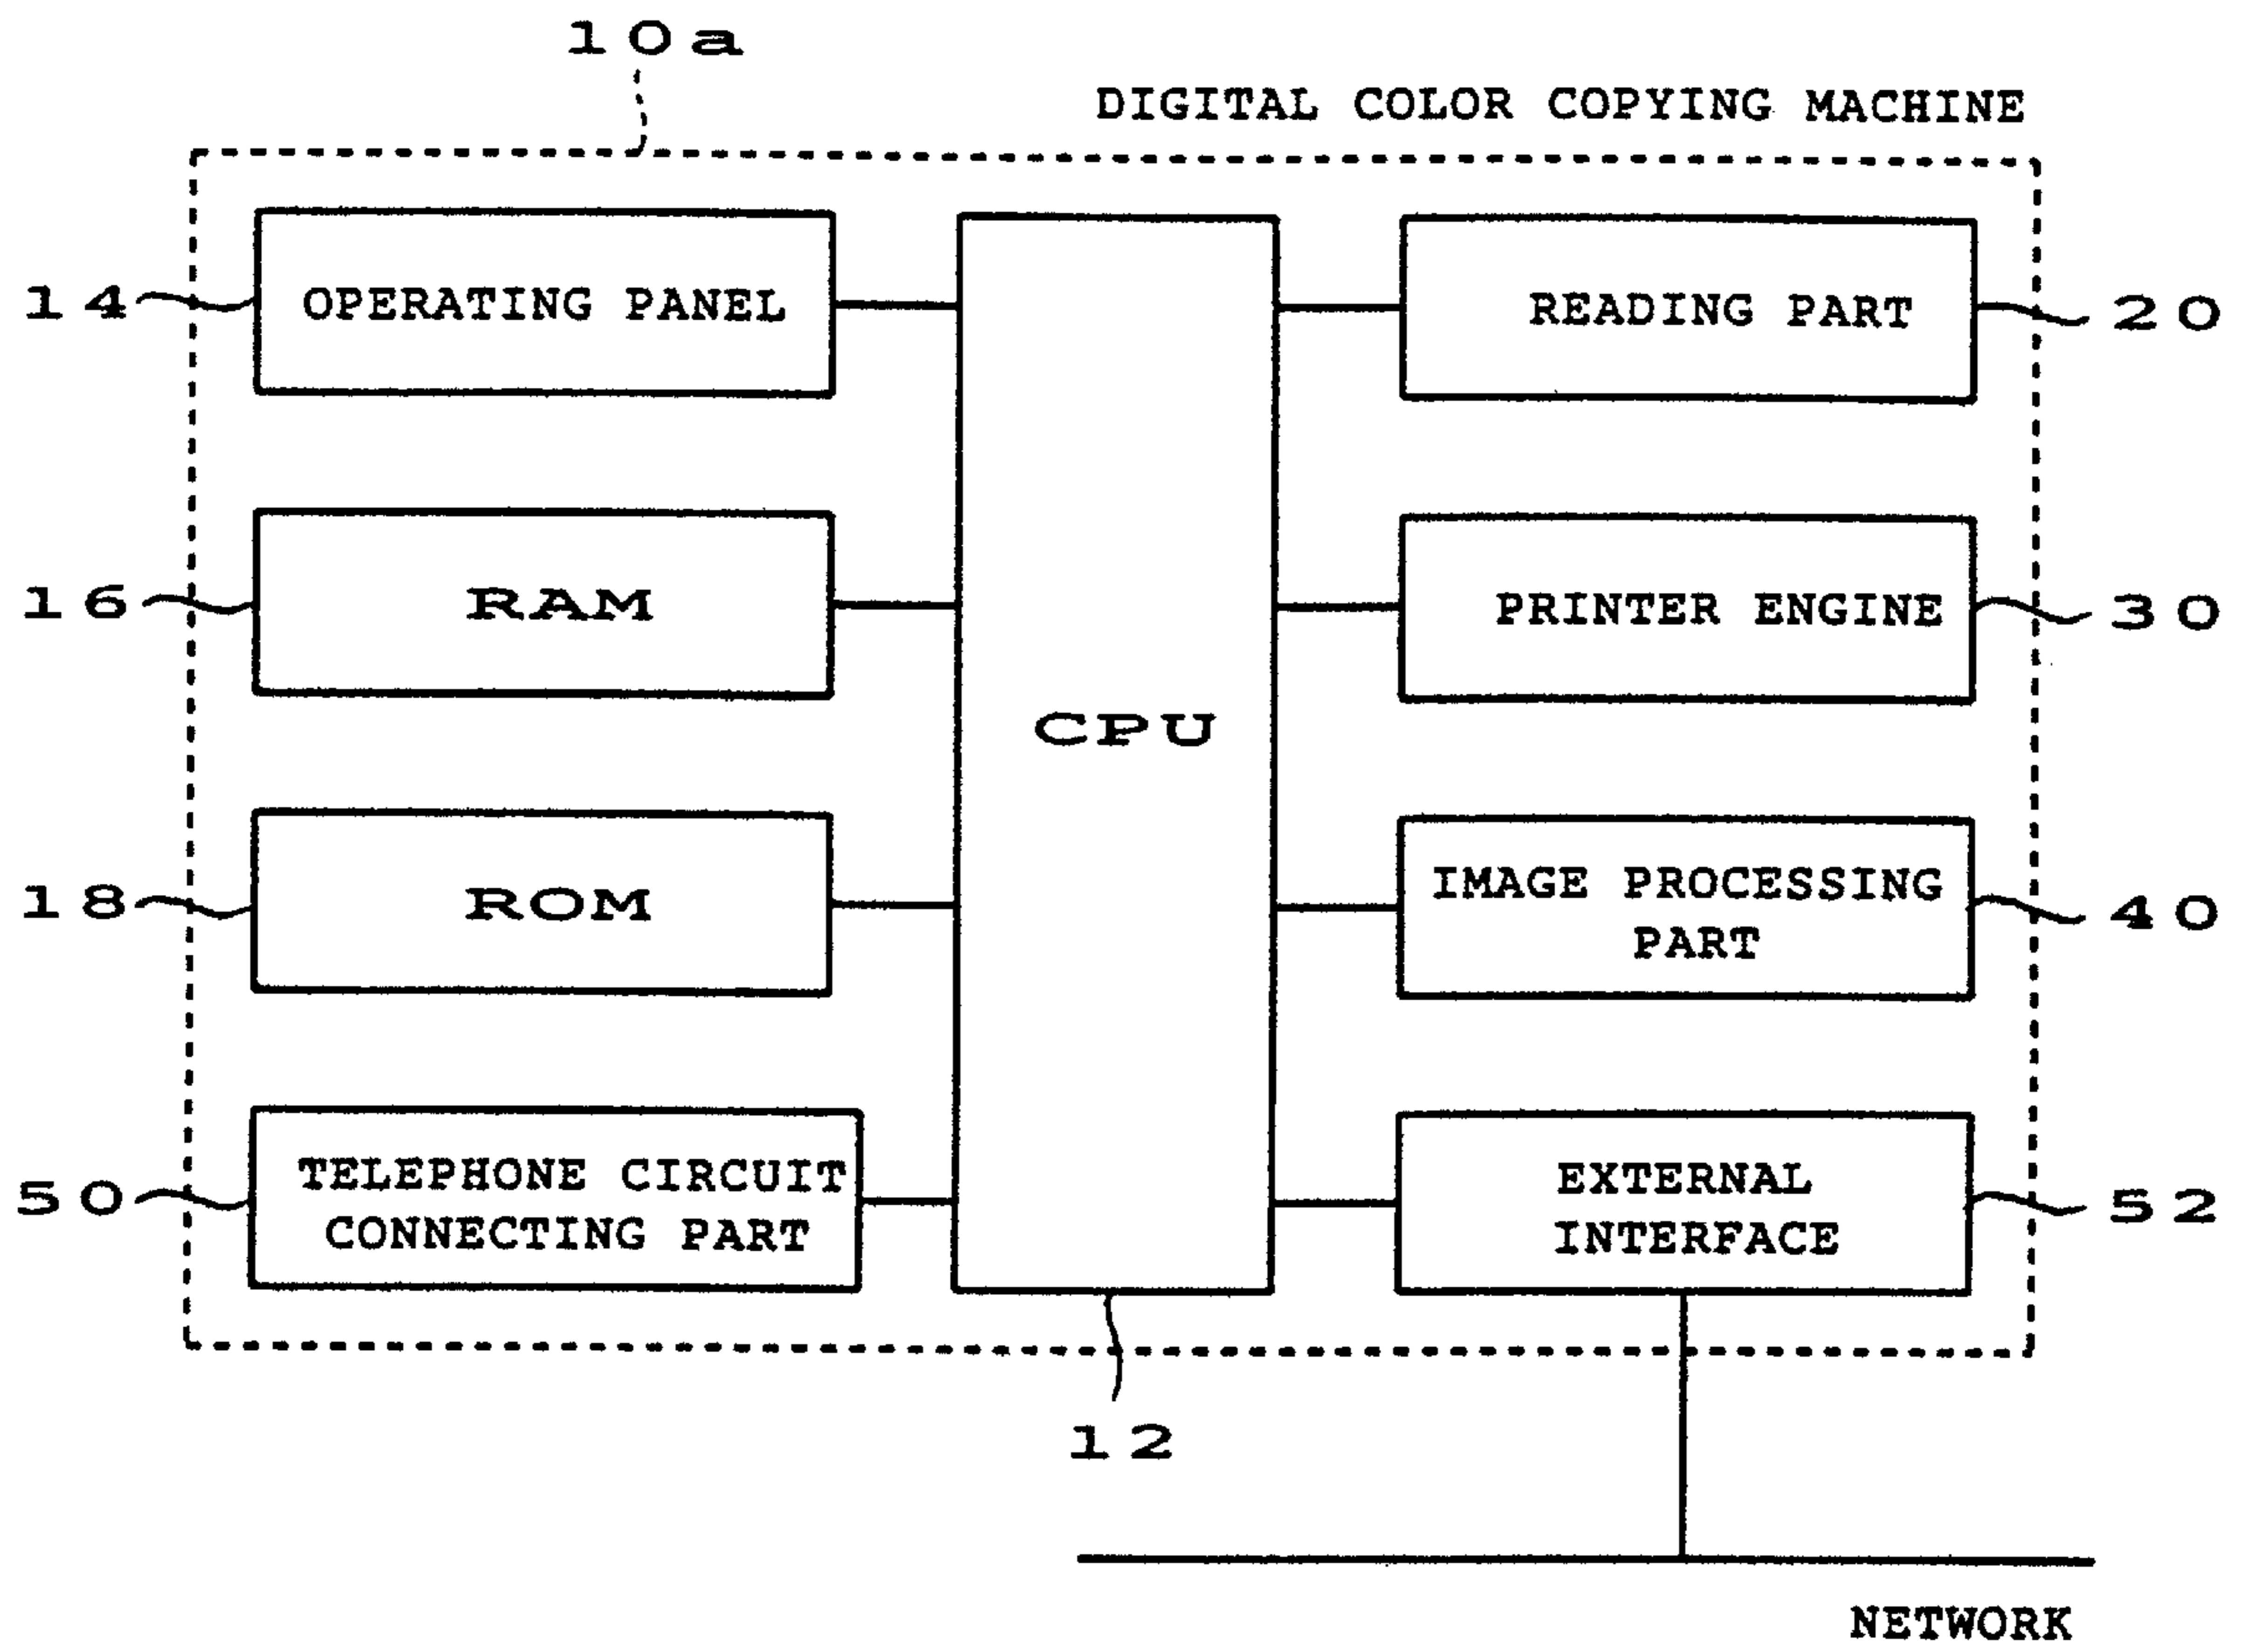 10a
DIGITAL COLOR COPYING MACHINE
14
OPERATING PANEL
READING PART
20
16
RAM
PRINTER ENGINE
30
CPU
18
ROM
IMAGE PROCESSING
PART
40
50
TELEPHONE CIRCUIT
CONNECTING PART
EXTERNAL
INTERFACE
52
12
NETWORK